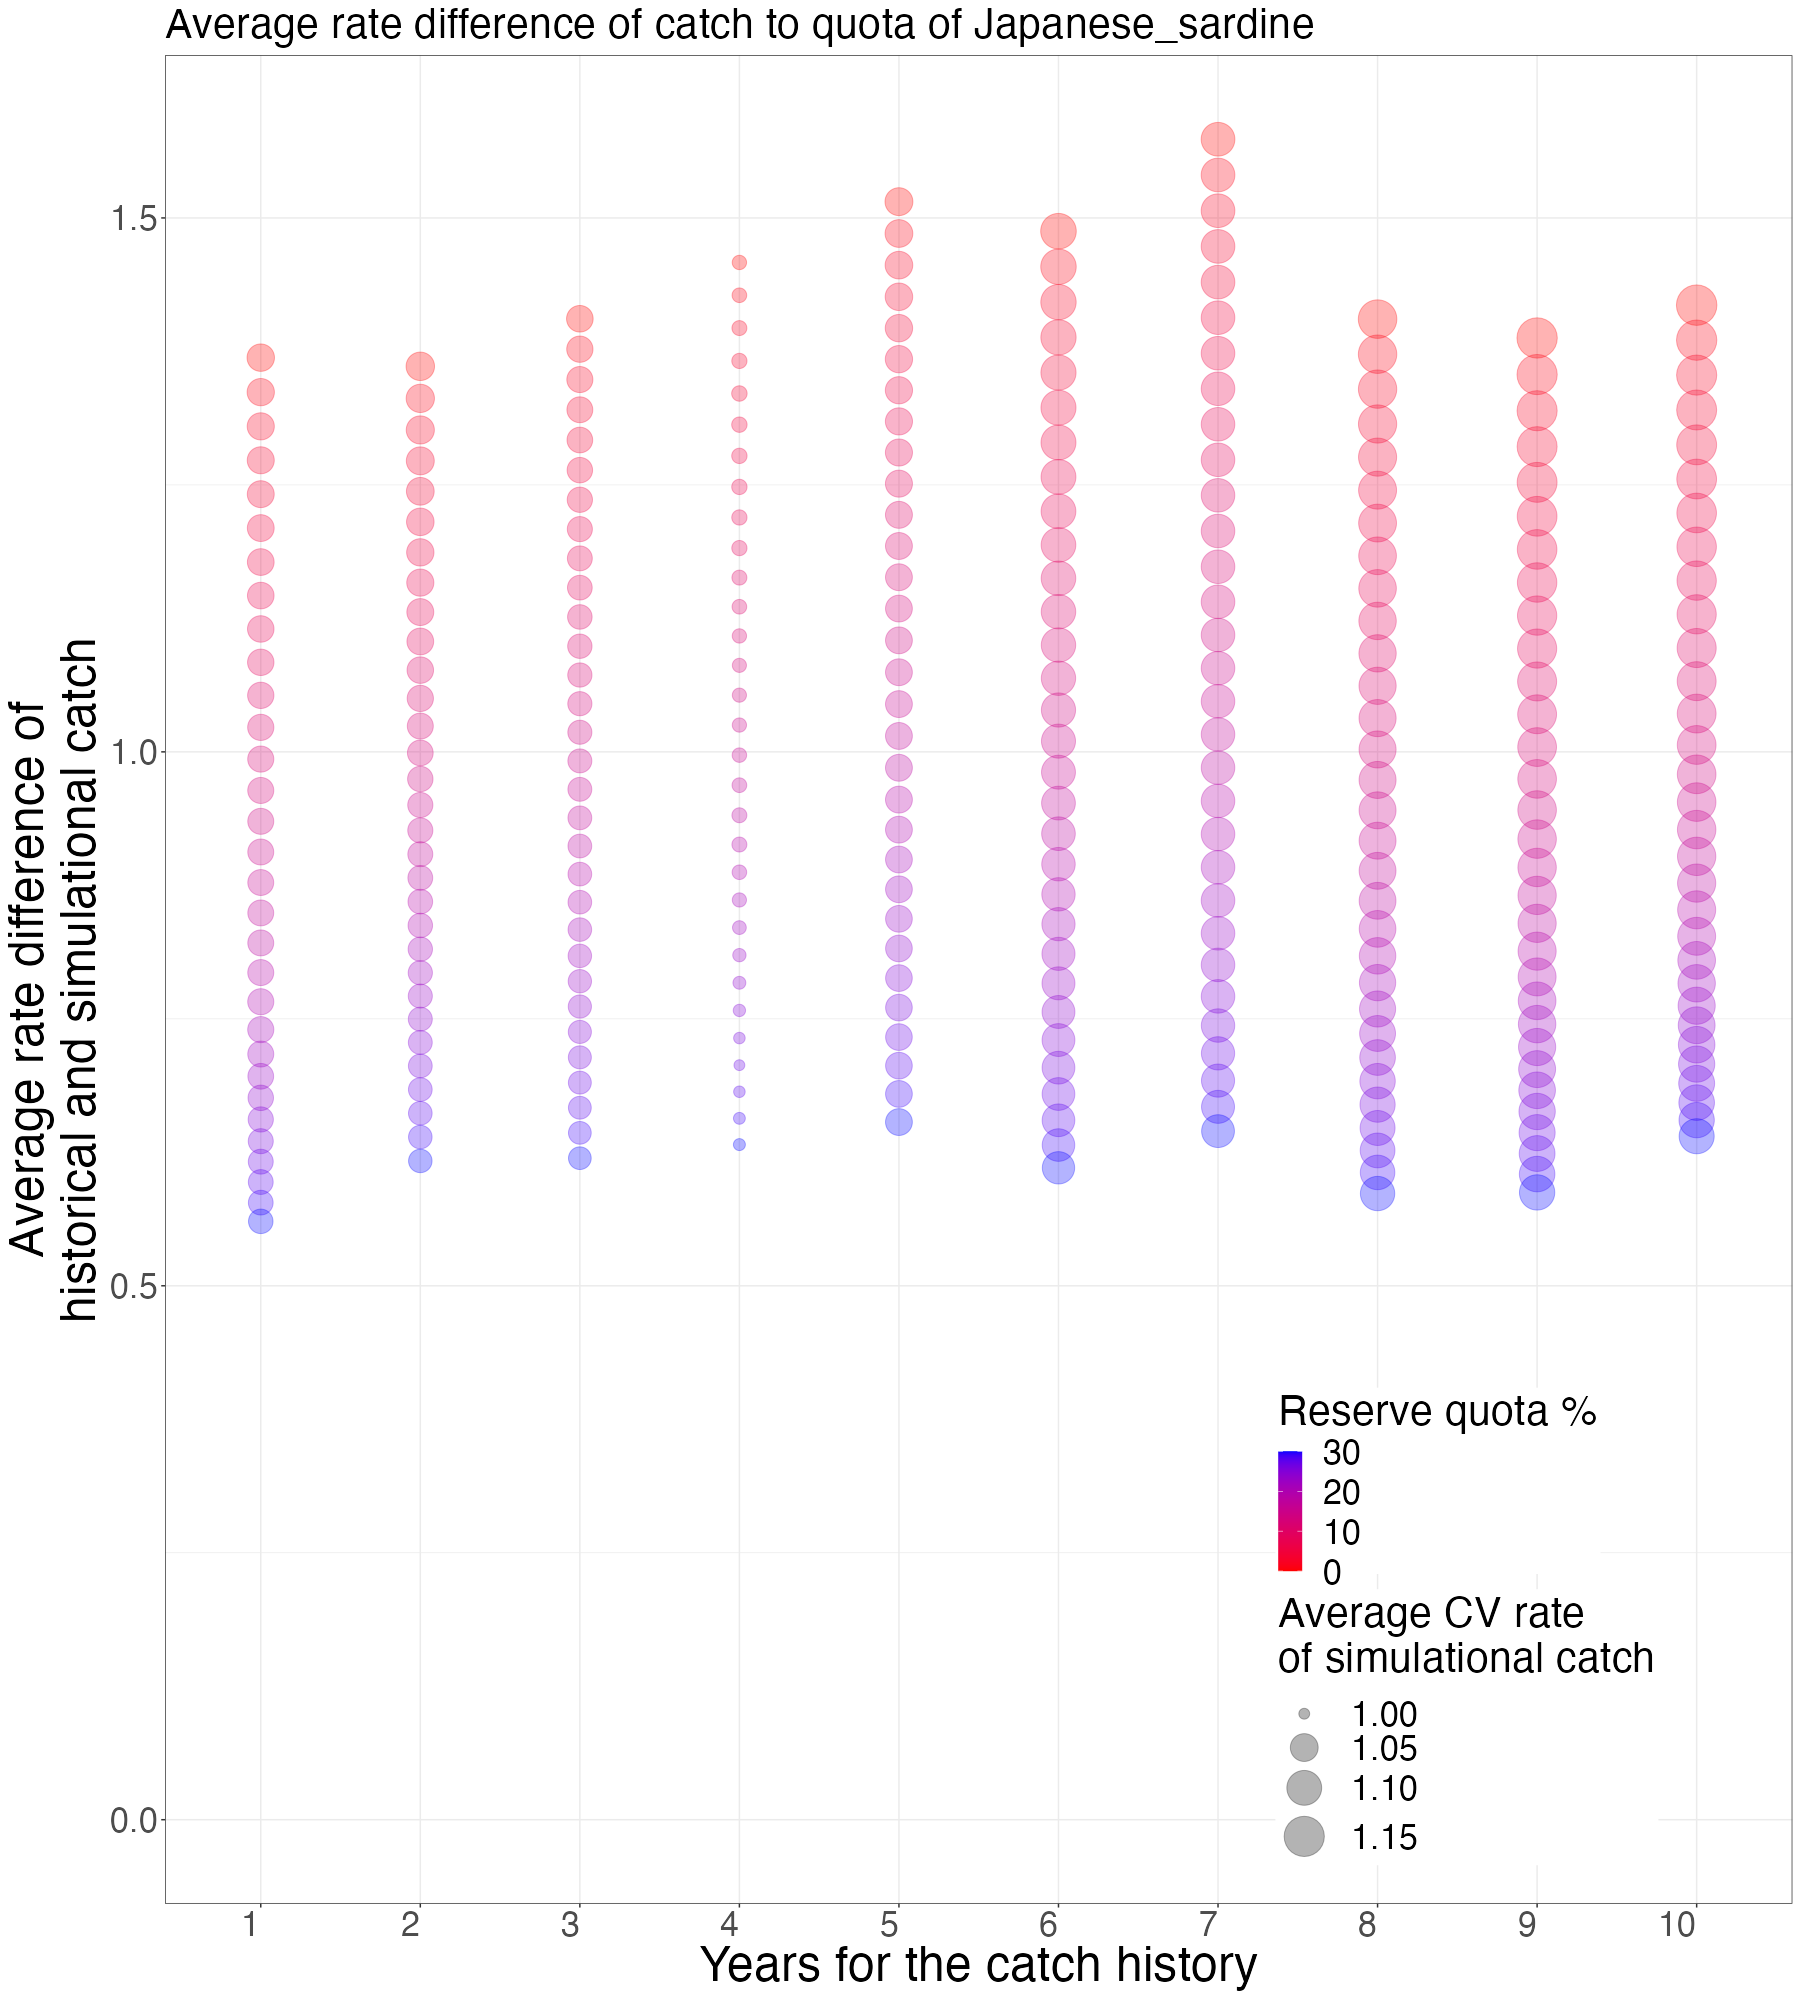 Average rate difference of catch to quota of Japanese_sardine
Average rate difference of
historical and simulational catch
1.5
1.0
0.5
0.0
Reserve quota %
30
20
10
0
Average CV rate
of simulational catch
1.00
1.05
1.10
1.15
1 2 3 4 5 6 7 8 9 10
Years for the catch history